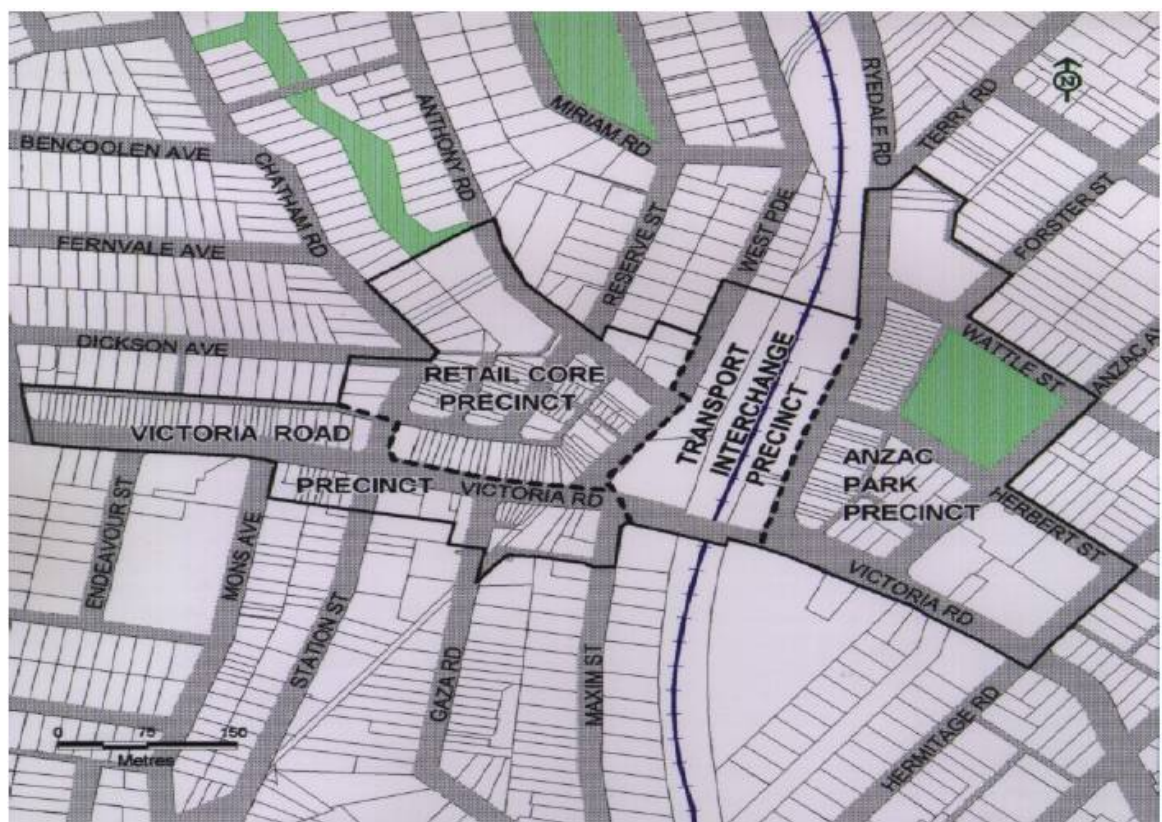 BENCOOLEN AVE
FERNVALE AVE
DICKSON AVE
CHATHAM RD
ANTHONY RD
MIRIAM RD
RESERVE ST
WEST PDE
RYEDALE RD
TERRY RD
FORSTER ST
WATTLE ST
N
RETAIL CORE
PRECINCT
TRANSPORT
INTERCHANGE
PRECINCT
ANZAC
PARK
PRECINCT
VICTORIA ROAD
PRECINCT
VICTORIA RD
HERBERT ST
VICTORIA RD
ENDEAVOUR ST
MONS AVE
STATION ST
GAZA RD
MAXIM ST
HERMITAGE RD
0 75 150
Metres